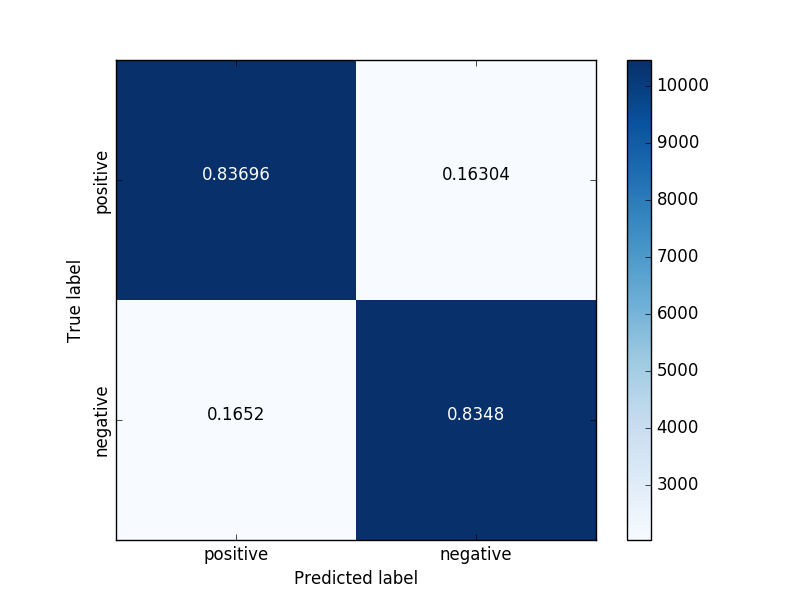 positive
0.83696
0.16304
True label
negative
0.1652
0.8348
positive
negative
Predicted label
10000
9000
8000
7000
6000
5000
4000
3000